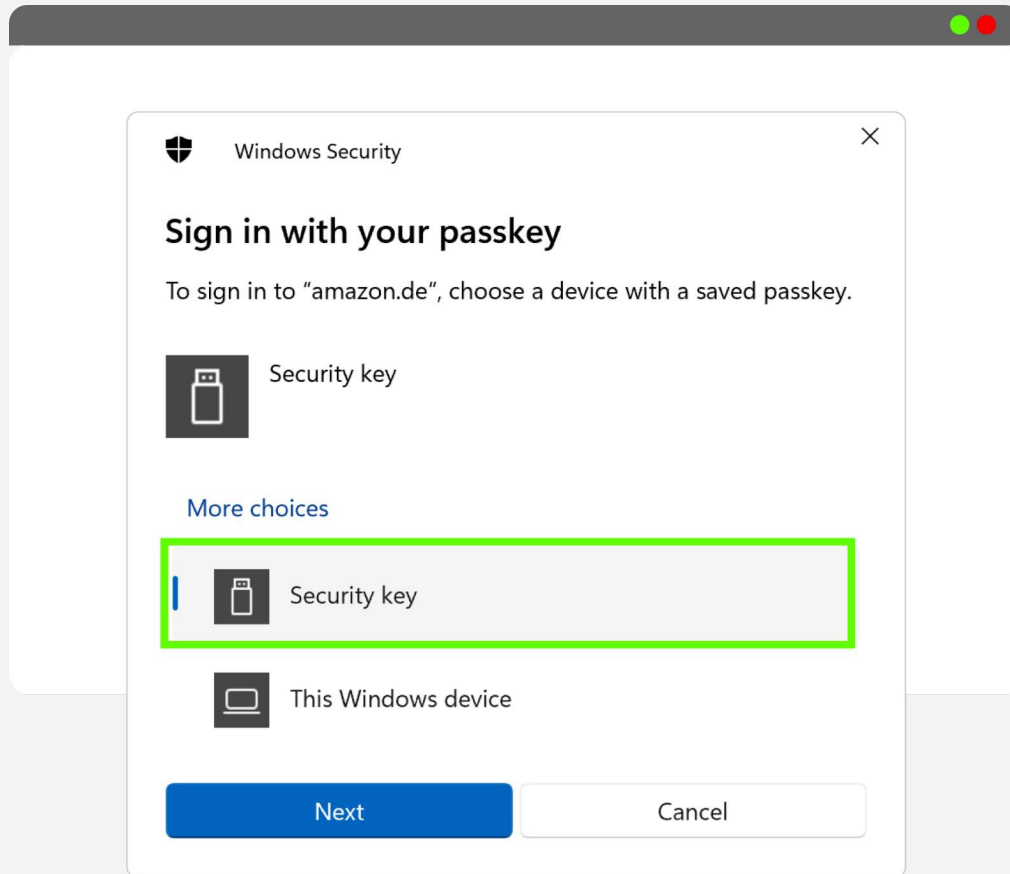 Windows Security
Sign in with your passkey
To sign in to “amazon.de“, choose a device with a saved passkey.
Security key
More choices
Security key
This Windows device
Next
Cancel